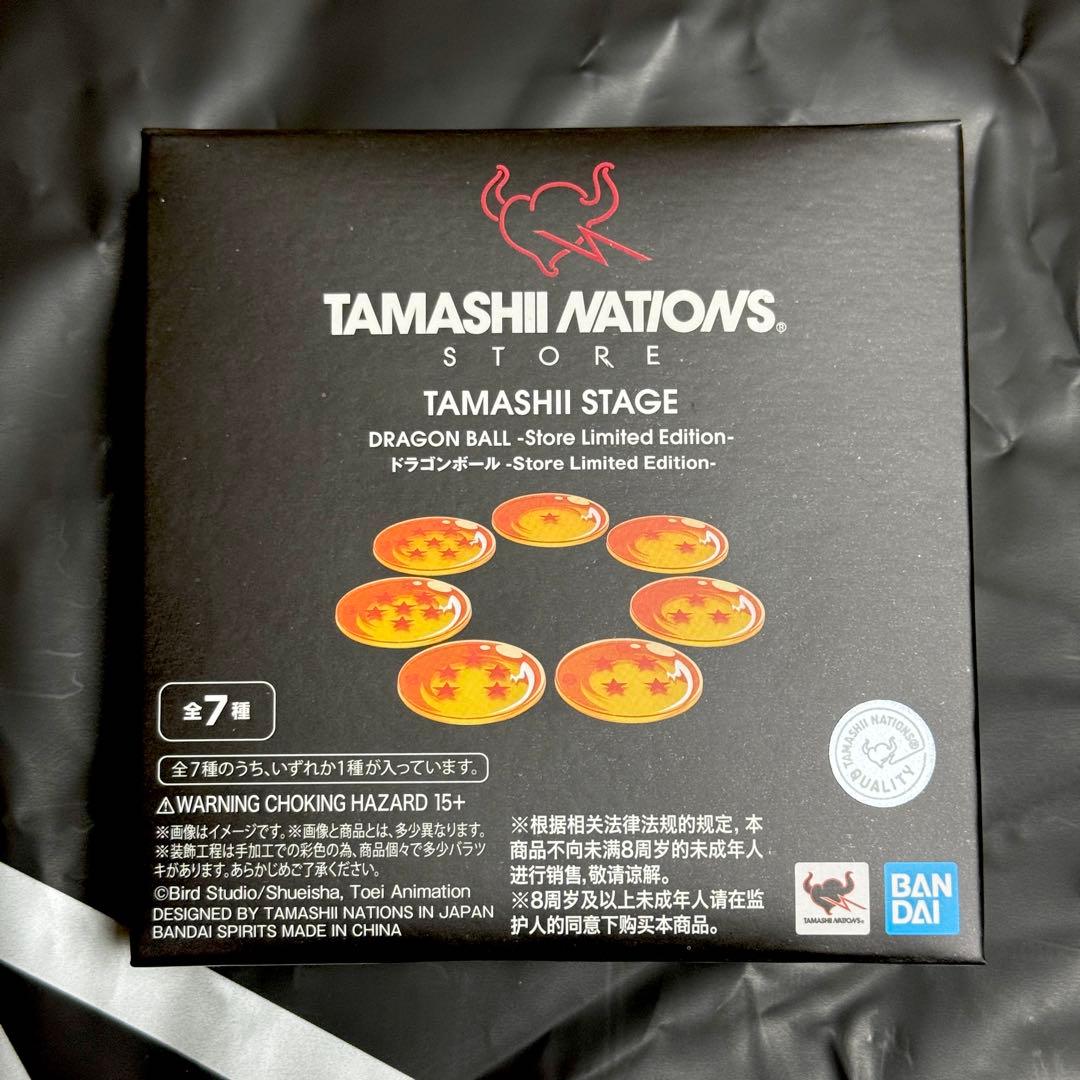 TAMASHII NATIONS®
STORE
TAMASHII STAGE
DRAGON BALL -Store Limited Edition-
ドラゴンボール -Store Limited Edition-
全7種
全7種のうち、いずれか1種が入っています。
⚠WARNING CHOKING HAZARD 15+
※画像はイメージです。※画像と商品とは、多少異なります。
※装飾工程は手加工での彩色の為、商品個々で多少バラツ
キがあります。あらかじめご了承ください。
©Bird Studio/Shueisha, Toei Animation
DESIGNED BY TAMASHII NATIONS IN JAPAN
BANDAI SPIRITS MADE IN CHINA
※根据相关法律法规的规定，本
商品不向未满8周岁的未成年人
进行销售，敬请谅解。
※8周岁及以上未成年人请在监
护人的同意下购买本商品。
TAMASHII NATIONS®
QUALITY
TAMASHII NATIONS®
BAN
DAI